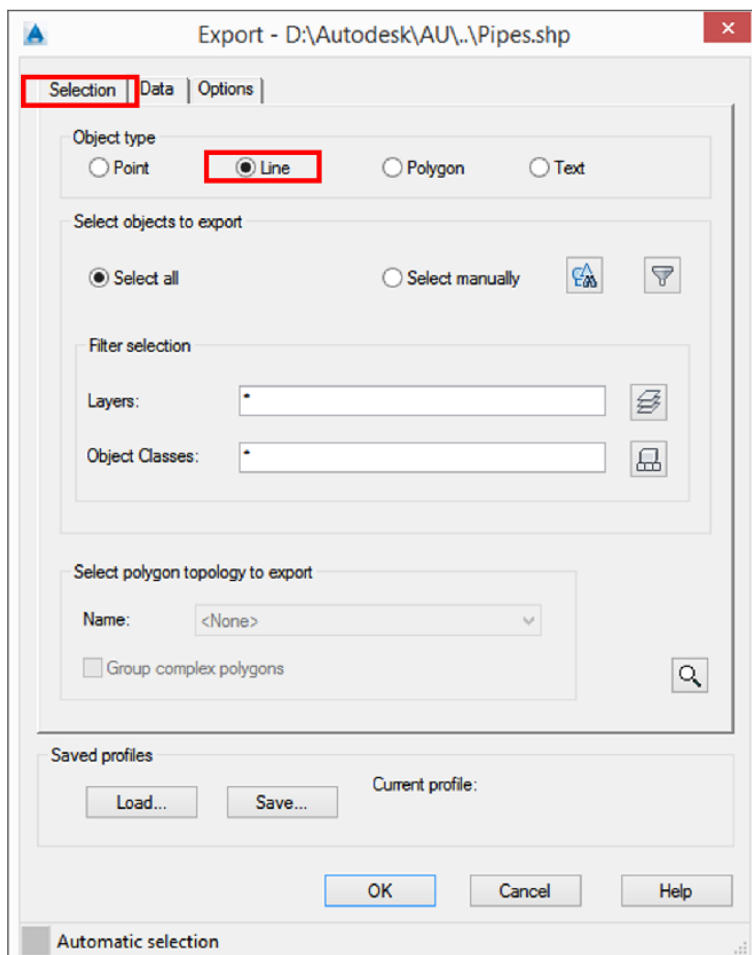 Export - D:\Autodesk\AU\..\Pipes.shp
Selection Data Options
Object type
Point Line Polygon Text
Select objects to export
Select all Select manually
Filter selection
Layers: *
Object Classes: *
Select polygon topology to export
Name: <None>
Group complex polygons
Saved profiles
Load... Save... Current profile:
OK Cancel Help
Automatic selection